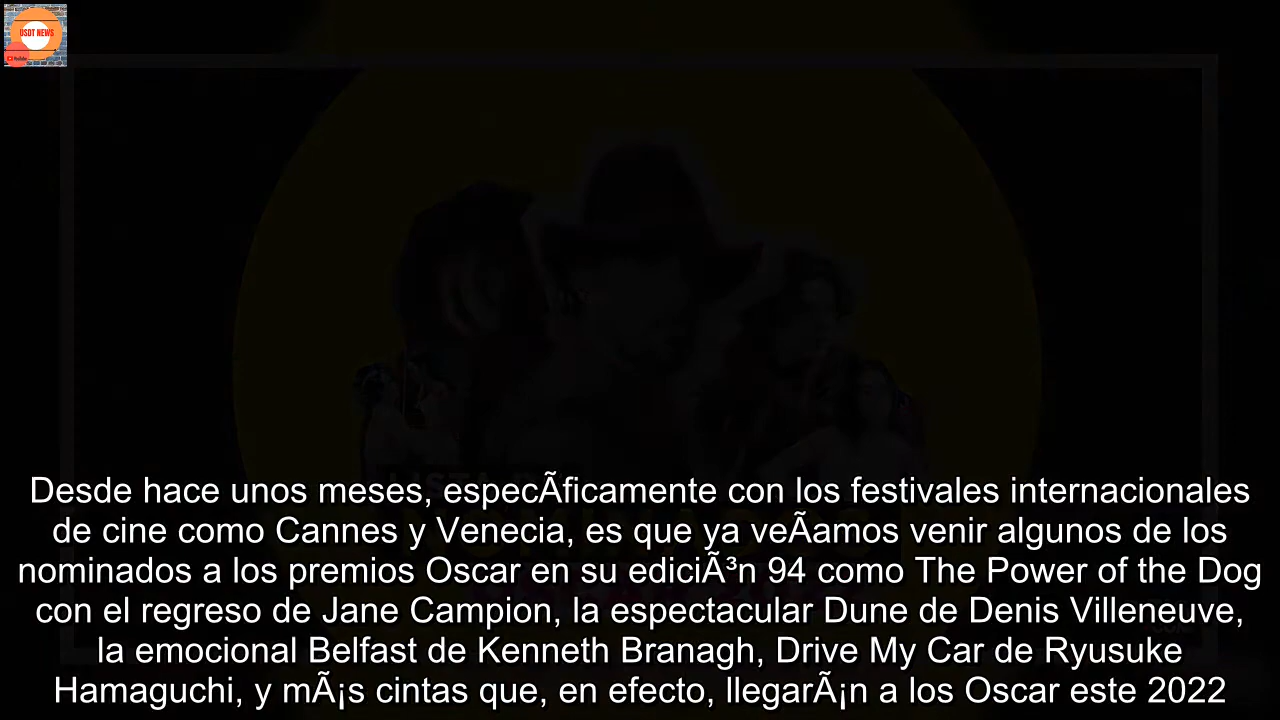 USDT NEWS
Desde hace unos meses, especÃficamente con los festivales internacionales
de cine como Cannes y Venecia, es que ya veÃamos venir algunos de los
nominados a los premios Oscar en su ediciÃ³n 94 como The Power of the Dog
con el regreso de Jane Campion, la espectacular Dune de Denis Villeneuve,
la emocional Belfast de Kenneth Branagh, Drive My Car de Ryusuke
Hamaguchi, y mÃ¡s cintas que, en efecto, llegarÃ¡n a los Oscar este 2022